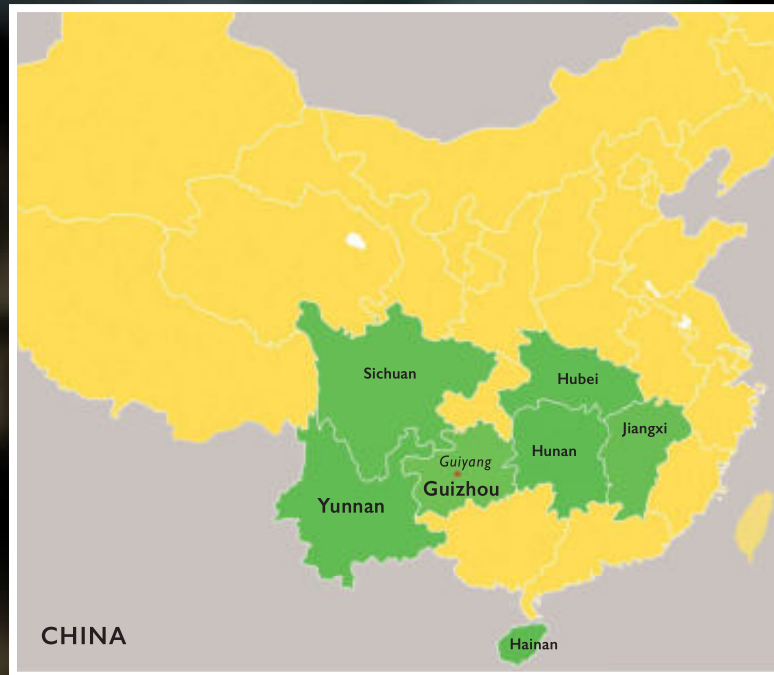 Sichuan
Hubei
Jiangxi
Hunan
Guiyang
Guizhou
Yunnan
CHINA
Hainan